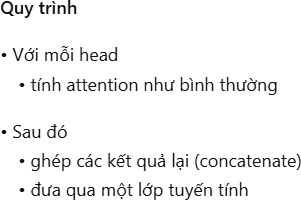 Quy trình
• Với mỗi head
• tính attention như bình thường
• Sau đó
• ghép các kết quả lại (concatenate)
• đưa qua một lớp tuyến tính